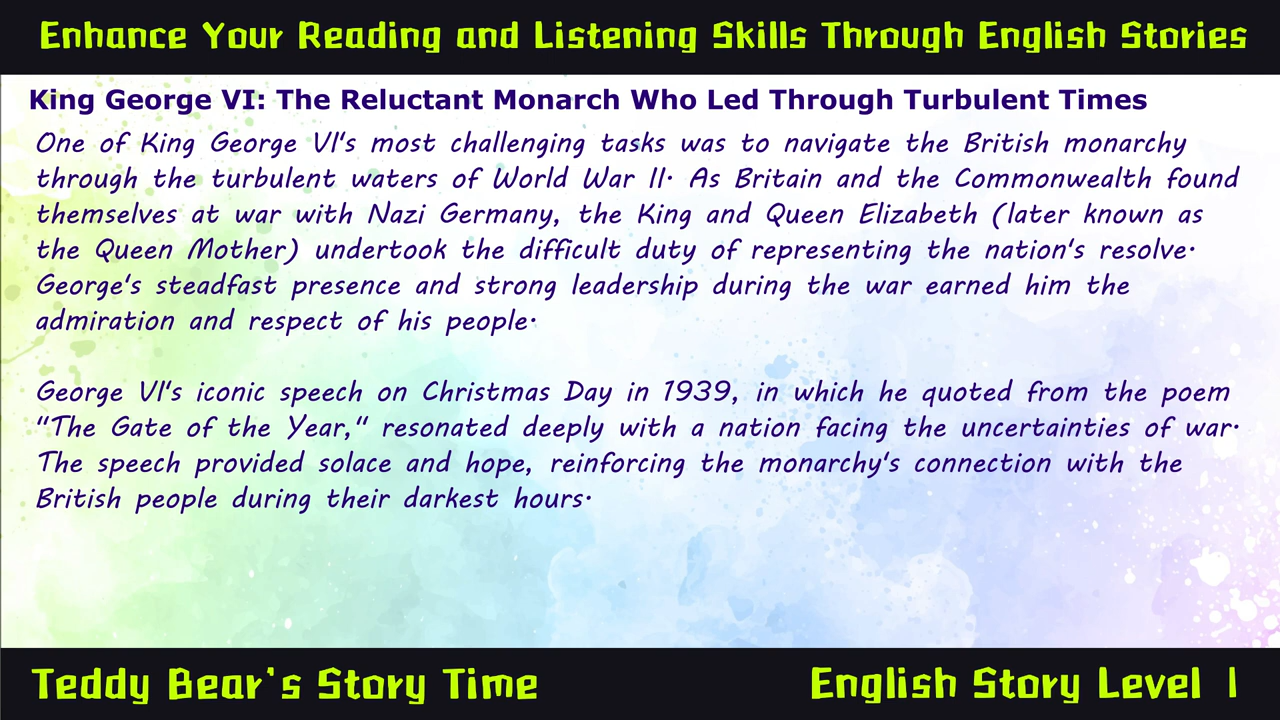 Enhance Your Reading and Listening Skills Through English Stories
King George VI: The Reluctant Monarch Who Led Through Turbulent Times
One of King George VI's most challenging tasks was to navigate the British monarchy
through the turbulent waters of World War II. As Britain and the Commonwealth found
themselves at war with Nazi Germany, the King and Queen Elizabeth (later known as
the Queen Mother) undertook the difficult duty of representing the nation's resolve.
George's steadfast presence and strong leadership during the war earned him the
admiration and respect of his people.
George VI's iconic speech on Christmas Day in 1939, in which he quoted from the poem
"The Gate of the Year," resonated deeply with a nation facing the uncertainties of war.
The speech provided solace and hope, reinforcing the monarchy's connection with the
British people during their darkest hours.
Teddy Bear's Story Time
English Story Level 1